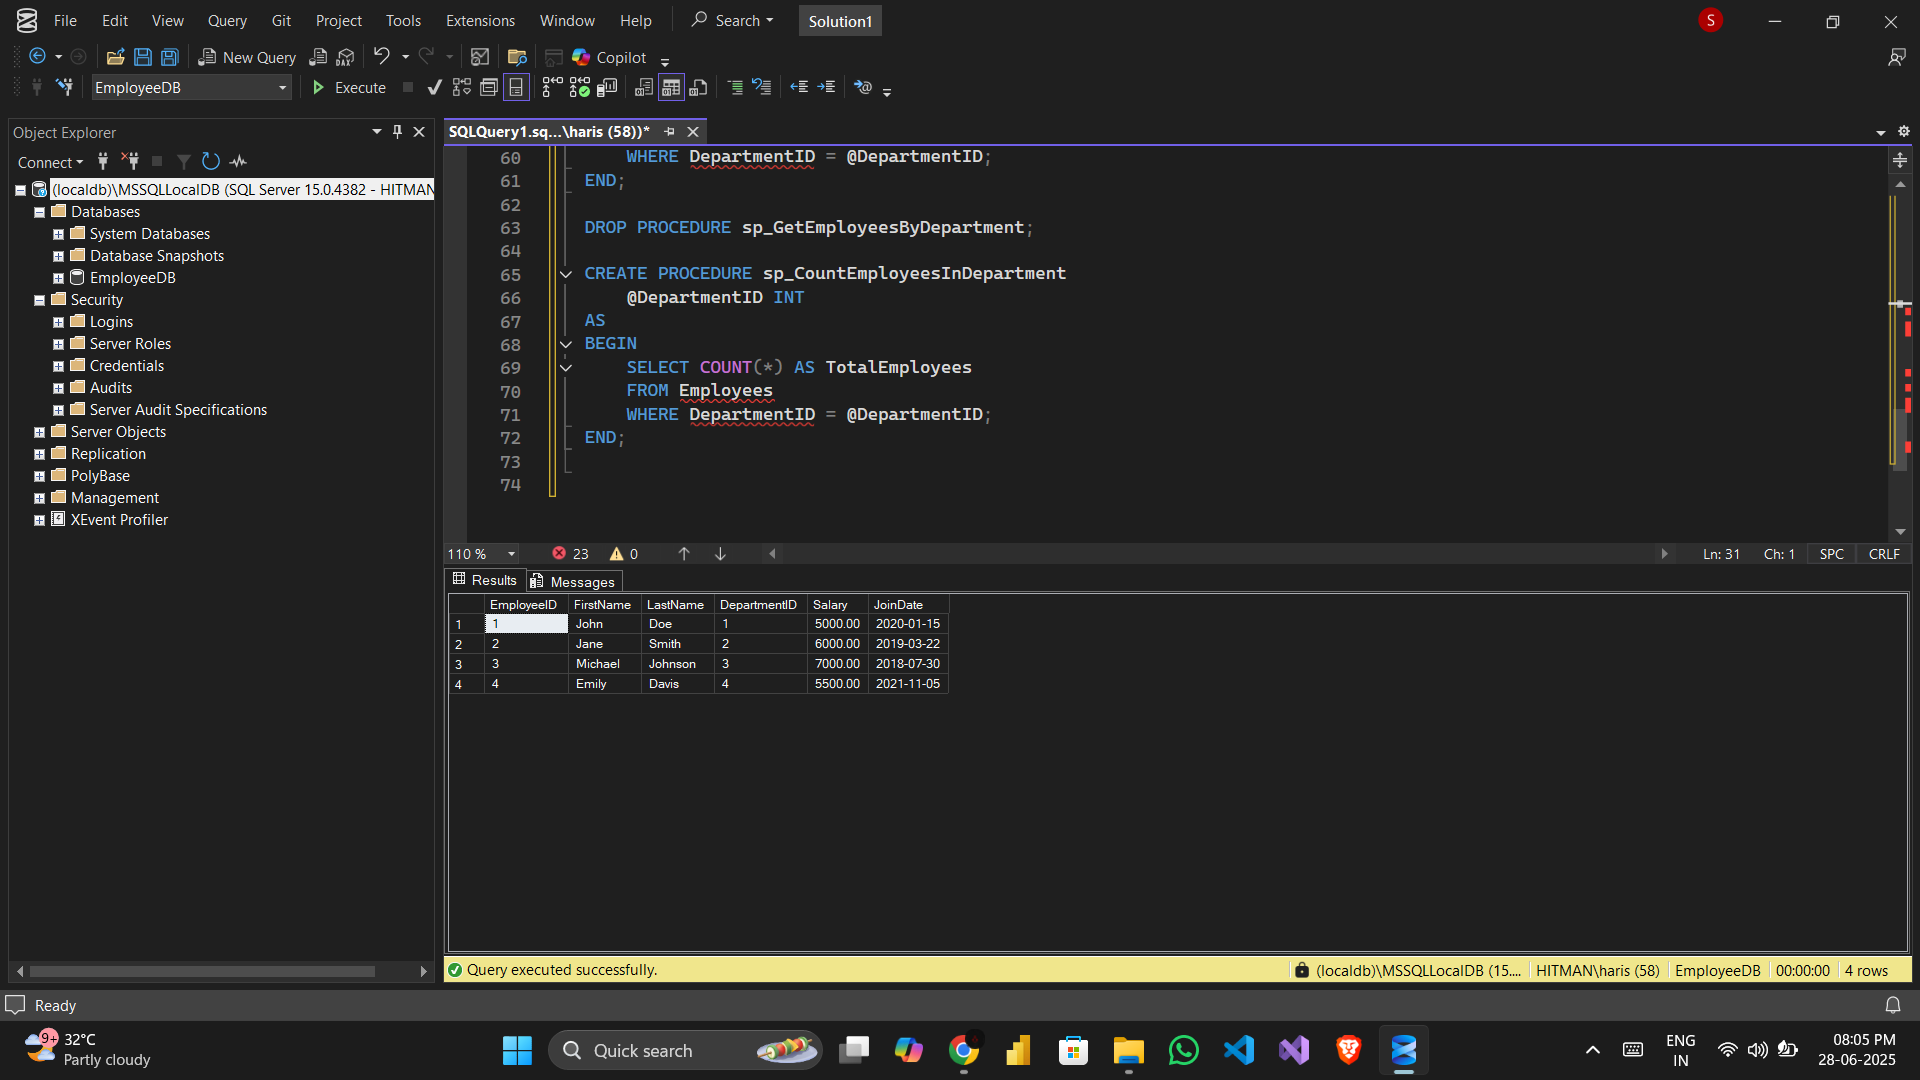 File Edit View Query Git Project Tools Extensions Window Help Search Solution1 S
New Query DAX Copilot
EmployeeDB Execute
Object Explorer
Connect
(localdb)\MSSQLLocalDB (SQL Server 15.0.4382 - HITMAN
Databases
System Databases
Database Snapshots
EmployeeDB
Security
Logins
Server Roles
Credentials
Audits
Server Audit Specifications
Server Objects
Replication
PolyBase
Management
XEvent Profiler
SQLQuery1.sq...\haris (58))*
60 WHERE DepartmentID = @DepartmentID;
61 END;
62
63 DROP PROCEDURE sp_GetEmployeesByDepartment;
64
65 CREATE PROCEDURE sp_CountEmployeesInDepartment
66 @DepartmentID INT
67 AS
68 BEGIN
69 SELECT COUNT(*) AS TotalEmployees
70 FROM Employees
71 WHERE DepartmentID = @DepartmentID;
72 END;
73
74
110 % 23 0 Ln: 31 Ch: 1 SPC CRLF
Results Messages
EmployeeID FirstName LastName DepartmentID Salary JoinDate
1 1 John Doe 1 5000.00 2020-01-15
2 2 Jane Smith 2 6000.00 2019-03-22
3 3 Michael Johnson 3 7000.00 2018-07-30
4 4 Emily Davis 4 5500.00 2021-11-05
Query executed successfully. (localdb)\MSSQLLocalDB (15.... HITMAN\haris (58) EmployeeDB 00:00:00 4 rows
Ready
9+ 32°C
Partly cloudy
Quick search
ENG
IN
08:05 PM
28-06-2025